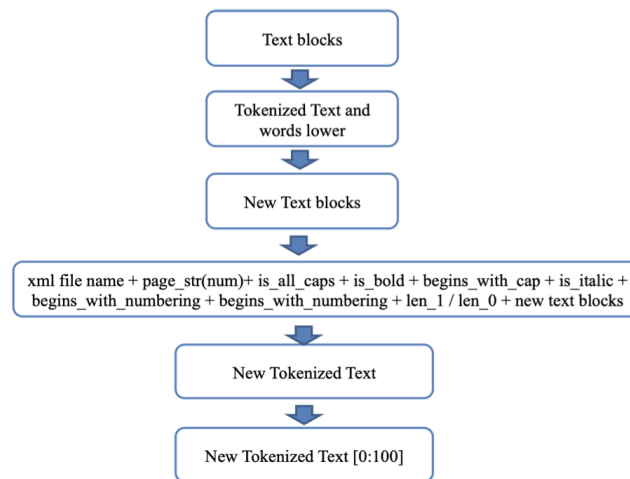 Text blocks
Tokenized Text and
words lower
New Text blocks
xml file name + page_str(num)+ is_all_caps + is_bold + begins_with_cap + is_italic +
begins_with_numbering + begins_with_numbering + len_1 / len_0 + new text blocks
New Tokenized Text
New Tokenized Text [0:100]